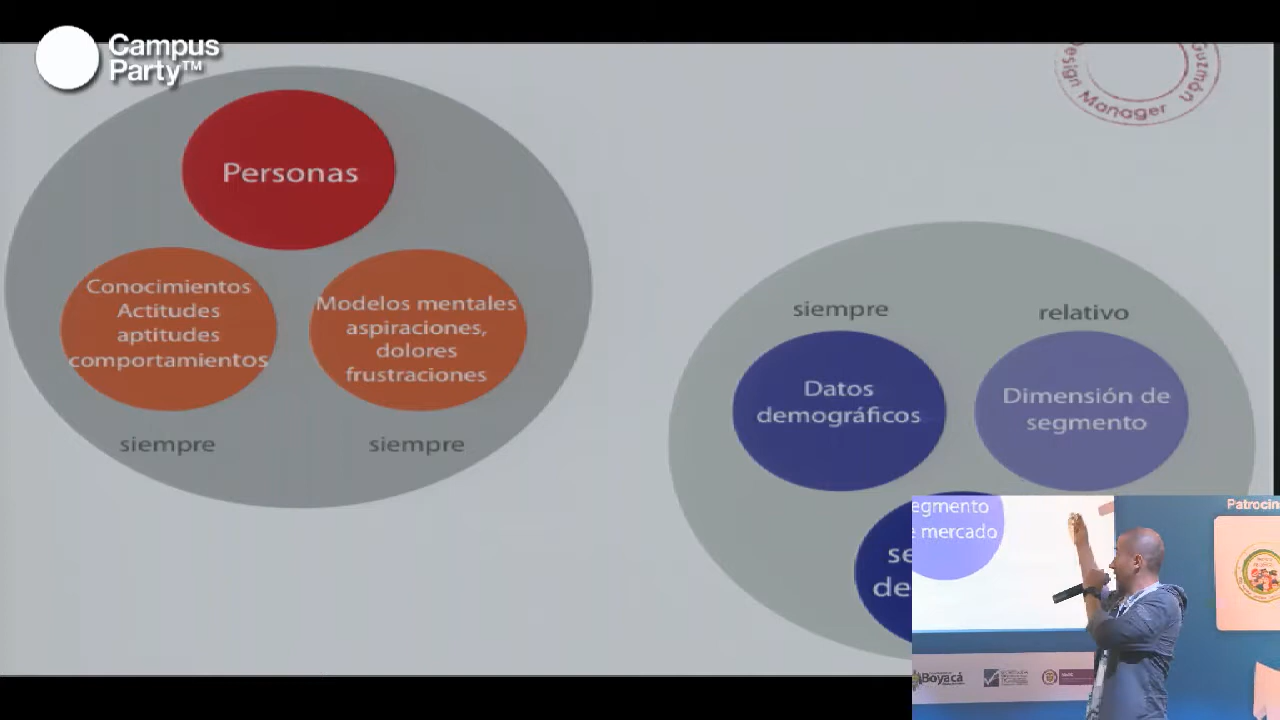 Campus
Party™
Guzmán
Design Manager
Personas
Conocimientos
Actitudes
aptitudes
comportamientos
siempre
Modelos mentales
aspiraciones,
dolores
frustraciones
siempre
siempre
Datos
demográficos
relativo
Dimensión de
segmento
mercado
Patrocin
Boyacá